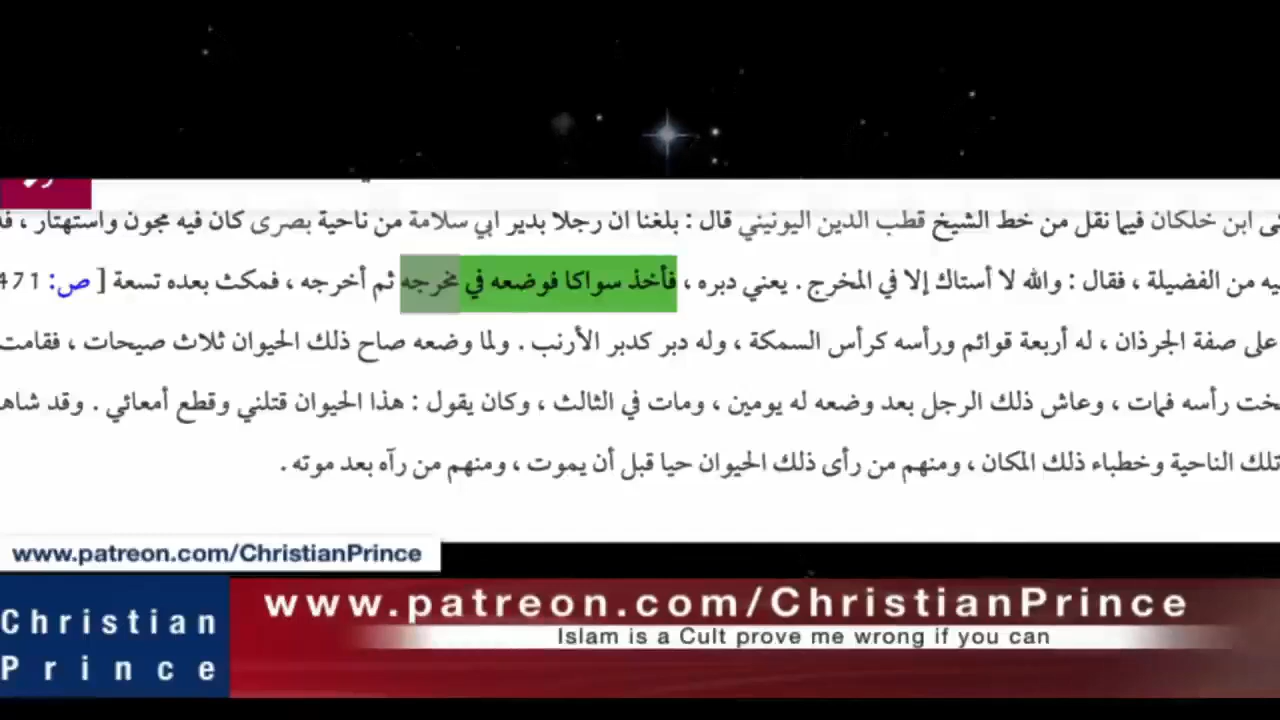 ابن خلكان فيما نقل من خط الشيخ قطب الدين اليونيني قال : بلغنا ان رجلا بدير ابي سلامة من ناحية بصرى كان فيه مجون واستهتار ،
من الفضيلة ، فقال : والله لا أستاك إلا في المخرج . يعني دبره ، فأخذ سواكا فوضعه في مخرجه ثم أخرجه ، فمكث بعده تسعة [ ص: 471
على صفة الجرذان ، له أربعة قوائم ورأسه كرأس السمكة ، وله دبر كدبر الأرنب . ولما وضعه صاح ذلك الحيوان ثلاث صيحات ، فقامت
رأسه فمات ، وعاش ذلك الرجل بعد وضعه له يومين ، ومات في الثالث ، وكان يقول : هذا الحيوان قتلني وقطع أمعائي . وقد
تلك الناحية وخطباء ذلك المكان ، ومنهم من رأى ذلك الحيوان حيا قبل أن يموت ، ومنهم من رآه بعد موته .
www.patreon.com/ChristianPrince
www.patreon.com/ChristianPrince
Islam is a Cult prove me wrong if you can
Christian
Prince